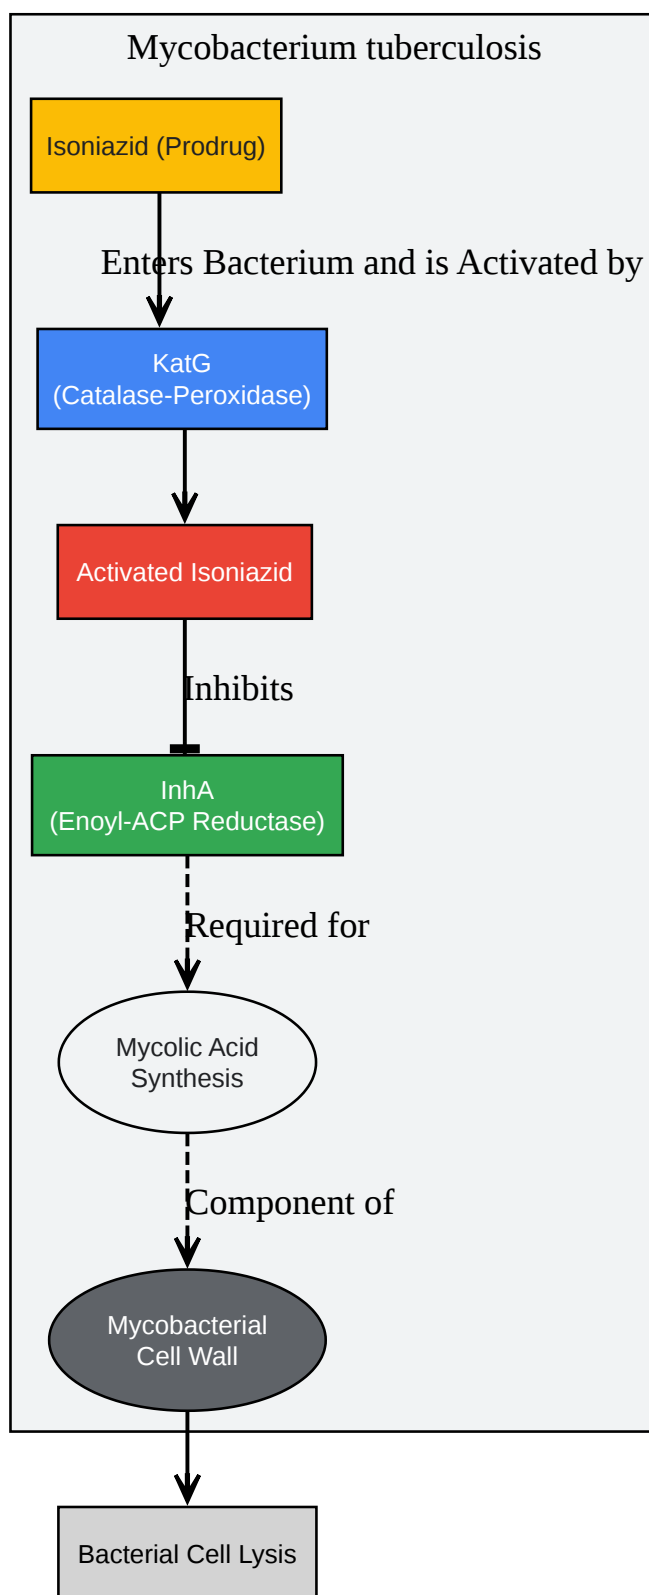 Mycobacterium tuberculosis
Isoniazid (Prodrug)
Enters Bacterium and is Activated by
KatG
(Catalase-Peroxidase)
Activated Isoniazid
Inhibits
InhA
(Enoyl-ACP Reductase)
Required for
Mycolic Acid
Synthesis
Component of
Mycobacterial
Cell Wall
Bacterial Cell Lysis